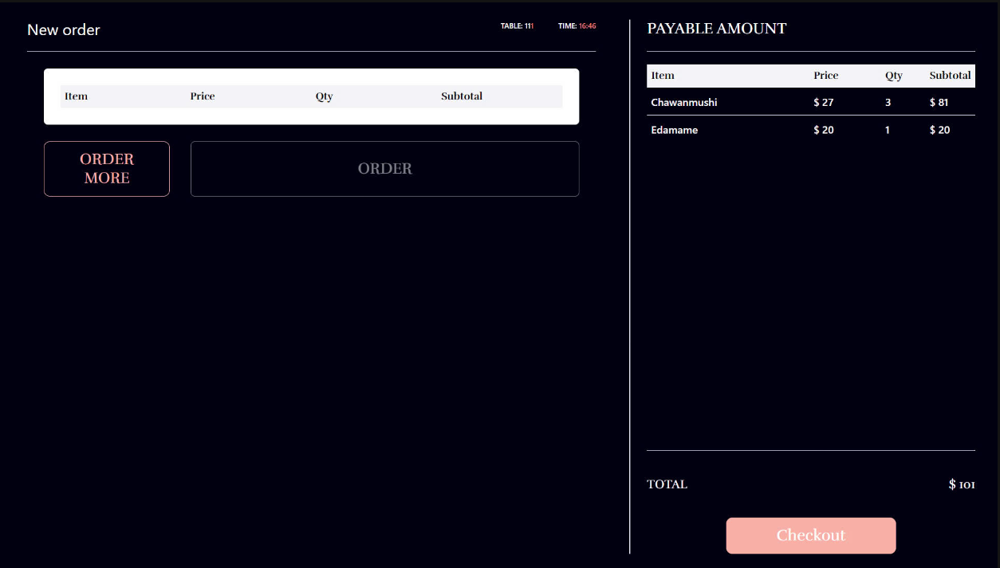 New order
TABLE: 111
TIME: 16:46
Item Price Qty Subtotal
ORDER
MORE
ORDER
PAYABLE AMOUNT
Item Price Qty Subtotal
Chawanmushi $ 27 3 $ 81
Edamame $ 20 1 $ 20
TOTAL $ 101
Checkout